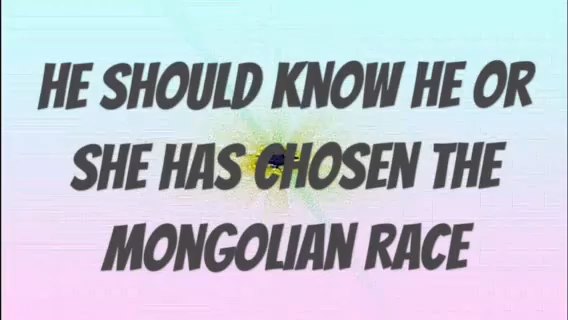 HE SHOULD KNOW HE OR
SHE HAS CHOSEN THE
MONGOLIAN RACE